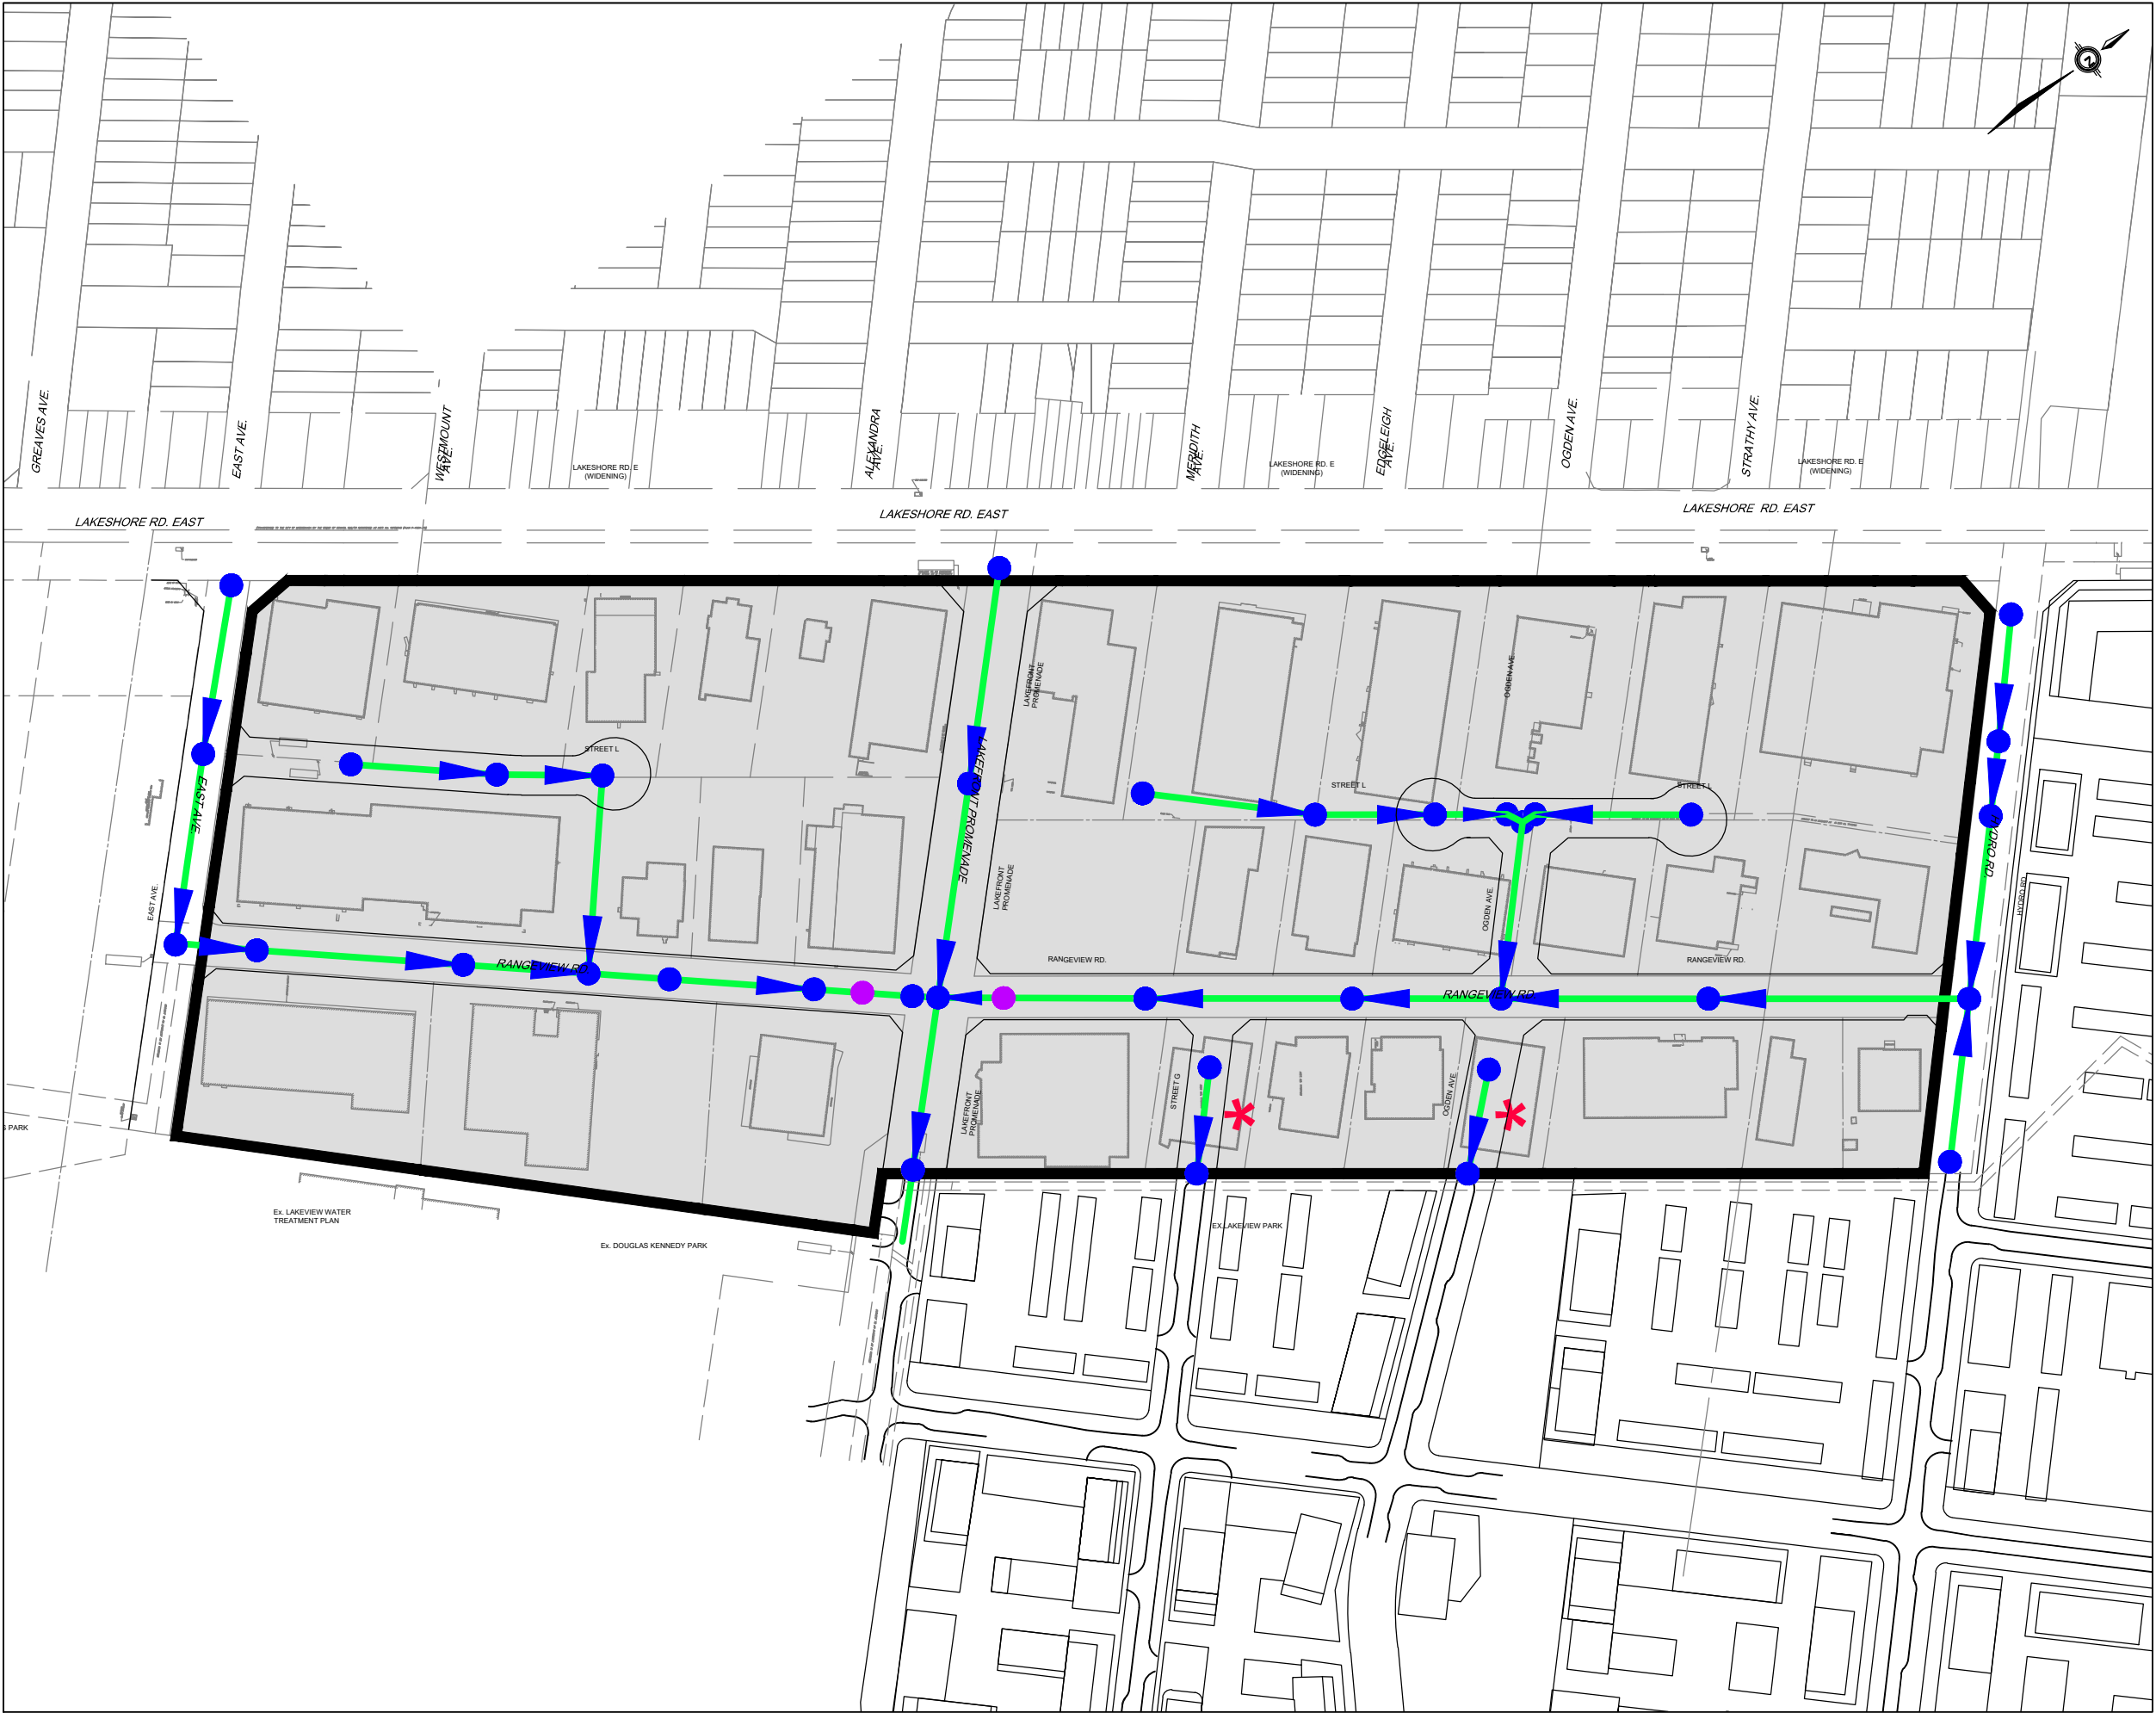 GREAVES AVE.
EAST AVE.
WESTMOUNT
AVE.
ALEXANDRA
AVE.
MERIDITH
AVE.
EDGELEIGH
AVE.
OGDEN AVE.
STRATHY AVE.
LAKESHORE RD. E
(WIDENING)
LAKESHORE RD. E
(WIDENING)
LAKESHORE RD. E
(WIDENING)
LAKESHORE RD. EAST
LAKESHORE RD. EAST
LAKESHORE RD. EAST
LAKEFRONT
PROMENADE
OGDEN AVE.
STREET L
STREET L
STREET L
EAST AVE.
LAKEFRONT PROMENADE
HYDRO RD.
EAST AVE.
LAKEFRONT
PROMENADE
OGDEN AVE.
HYDRO RD.
RANGEVIEW RD.
RANGEVIEW RD.
RANGEVIEW RD.
RANGEVIEW RD.
STREET G
OGDEN AVE.
LAKEFRONT
PROMENADE
S PARK
Ex. LAKEVIEW WATER
TREATMENT PLAN
Ex. DOUGLAS KENNEDY PARK
EX.LAKEVIEW PARK
Z